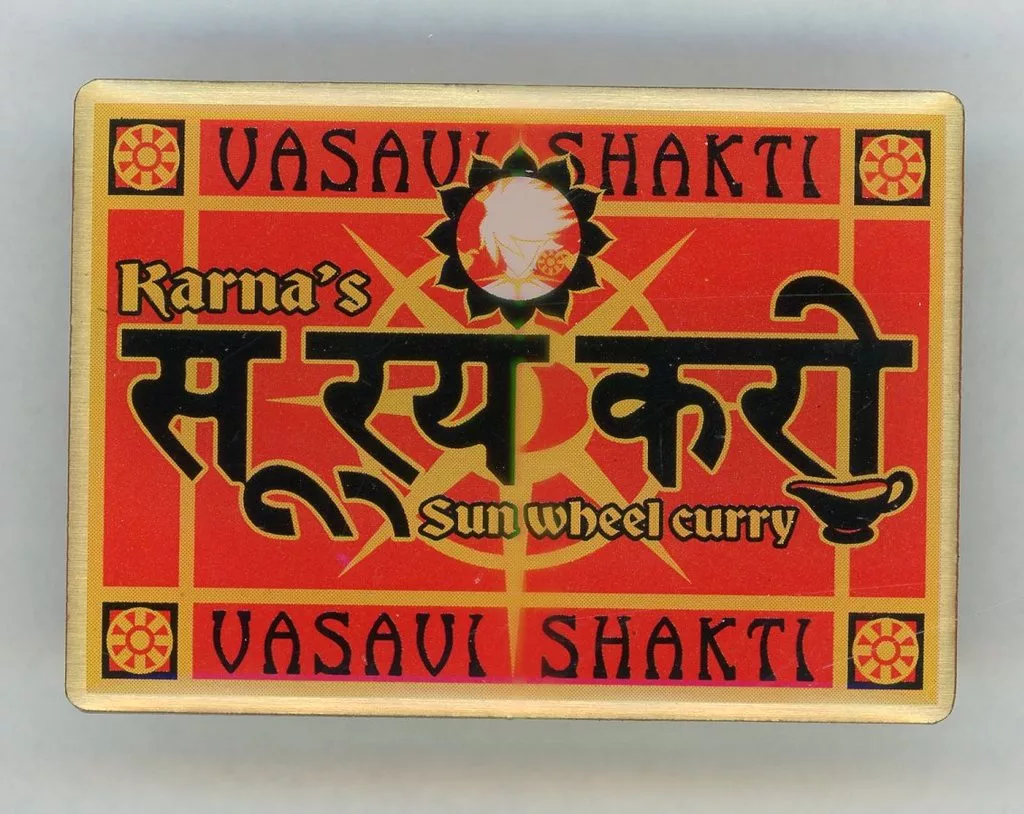 VASAVI SHAKTI
Karna's
सूरय करी
Sun wheel curry
VASAVI SHAKTI